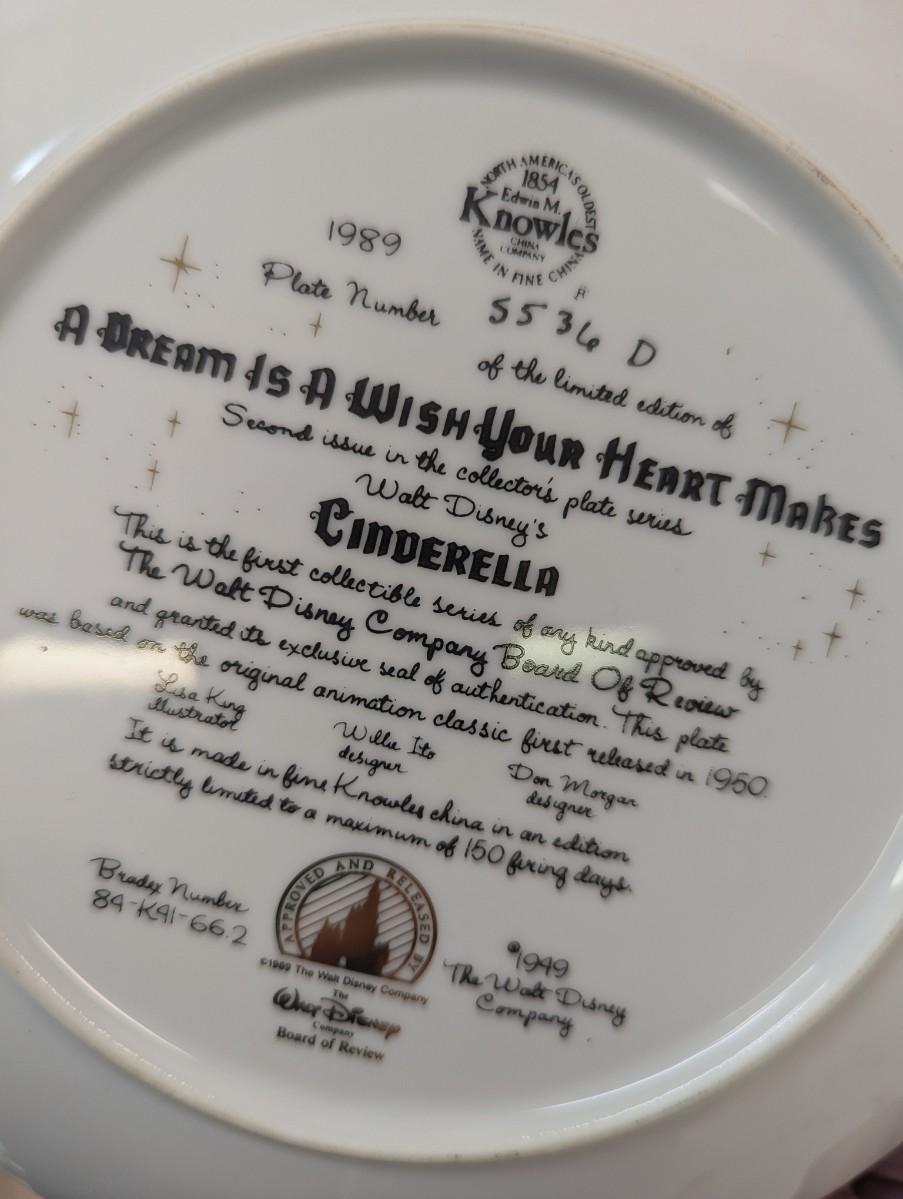 NORTH AMERICA'S OLDEST
1854
Edwin M.
Knowles
CHINA
COMPANY
NAME IN FINE CHINA
®
1989
Plate Number 5536 D
of the limited edition of
A DREAM IS A WISH YOUR HEART MAKES
Second issue in the collector's plate series
Walt Disney's
CINDERELLA
This is the first collectible series of any kind approved by
The Walt Disney Company Board Of Review
and granted its exclusive seal of authentication. This plate
was based on the original animation classic first released in 1950.
Lisa King
illustrator
Willie Ito
designer
Don Morgan
designer
It is made in fine Knowles china in an edition
strictly limited to a maximum of 150 firing days.
Bradex Number
84-K41-66.2
APPROVED AND RELEASED BY
©1989 The Walt Disney Company
The
Walt Disney
Company
Board of Review
©1949
The Walt Disney
Company